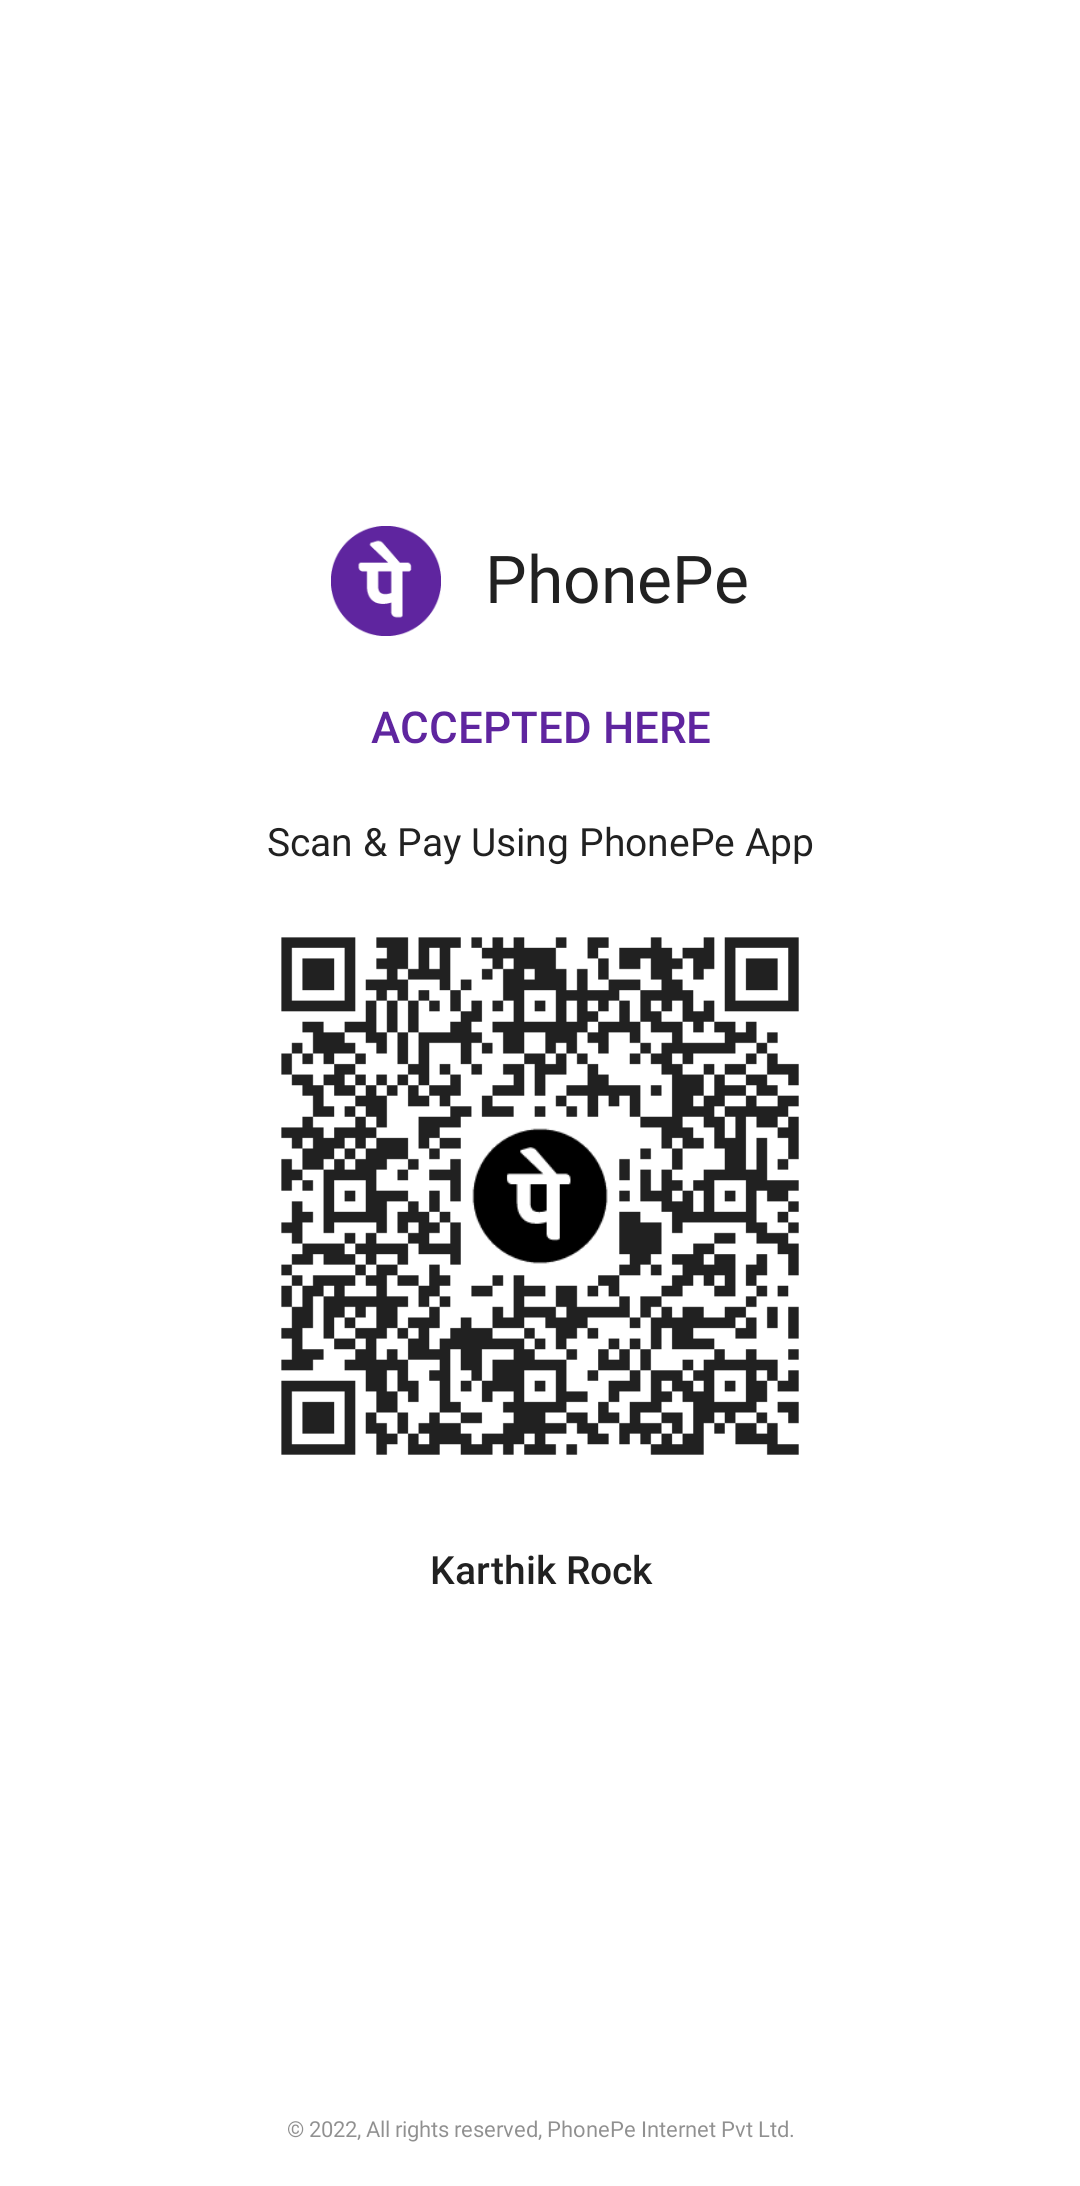 पे PhonePe
ACCEPTED HERE
Scan & Pay Using PhonePe App
पे
Karthik Rock
© 2022, All rights reserved, PhonePe Internet Pvt Ltd.